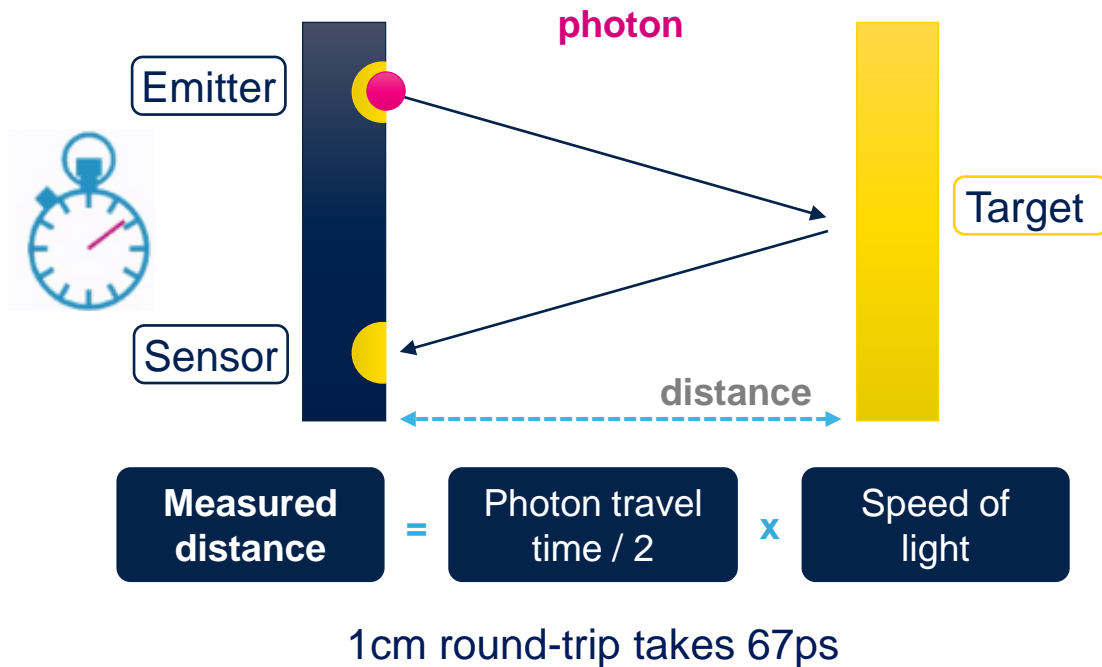 photon
Emitter
Target
Sensor
distance
Measured
distance
=
Photon travel
time / 2
x
Speed of
light
1cm round-trip takes 67ps